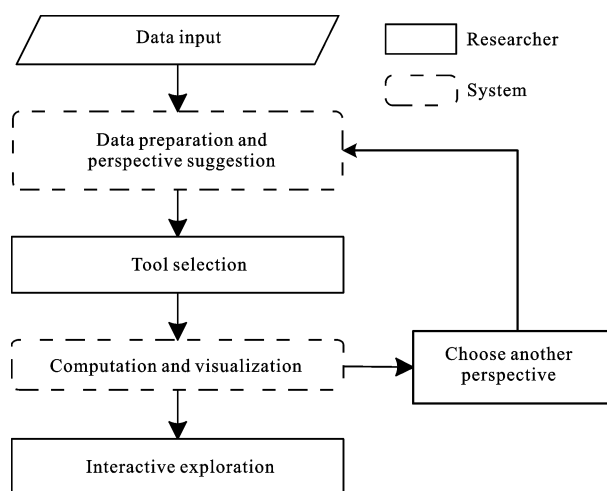 Data input
Researcher
System
Data preparation and
perspective suggestion
Tool selection
Computation and visualization
Choose another
perspective
Interactive exploration